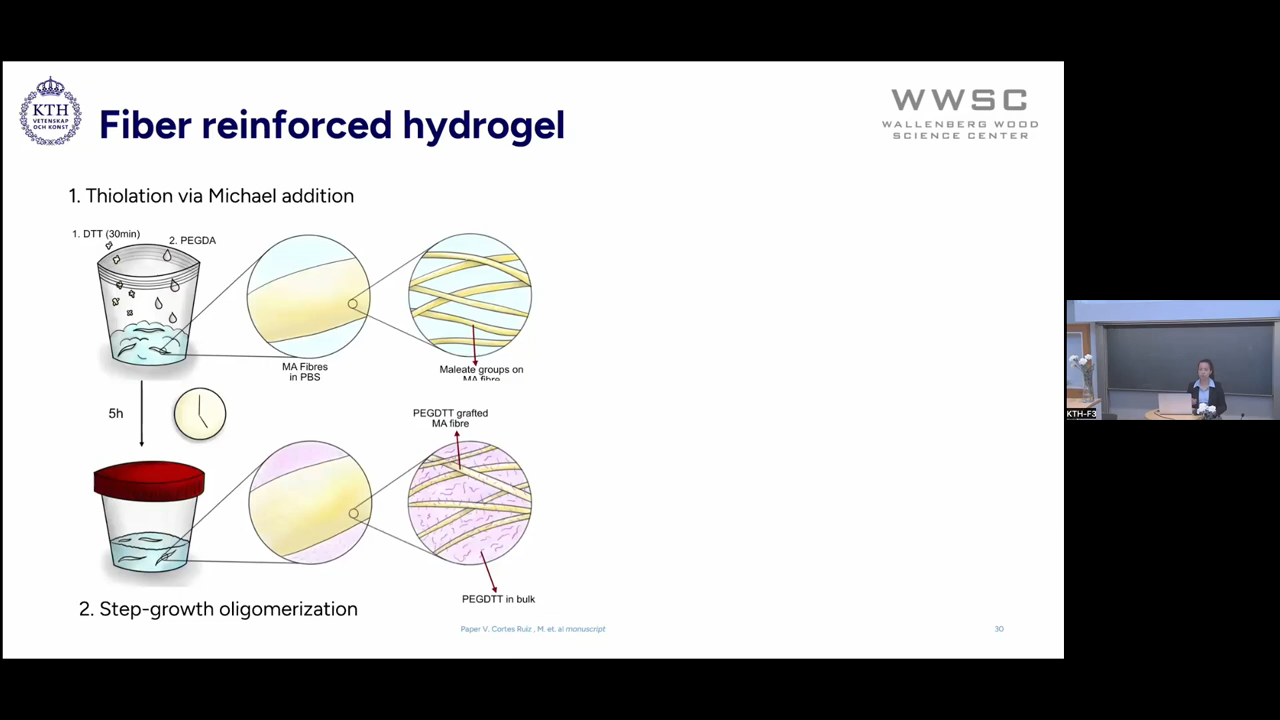 KTH
VETENSKAP
OCH KONST
Fiber reinforced hydrogel
WWSC
WALLENBERG WOOD
SCIENCE CENTER
1. Thiolation via Michael addition
1. DTT (30min)
2. PEGDA
MA Fibres
in PBS
Maleate groups on
MA fibre
5h
PEGDTT grafted
MA fibre
PEGDTT in bulk
2. Step-growth oligomerization
Paper V. Cortes Ruiz , M. et. al manuscript
30
KTH-F3